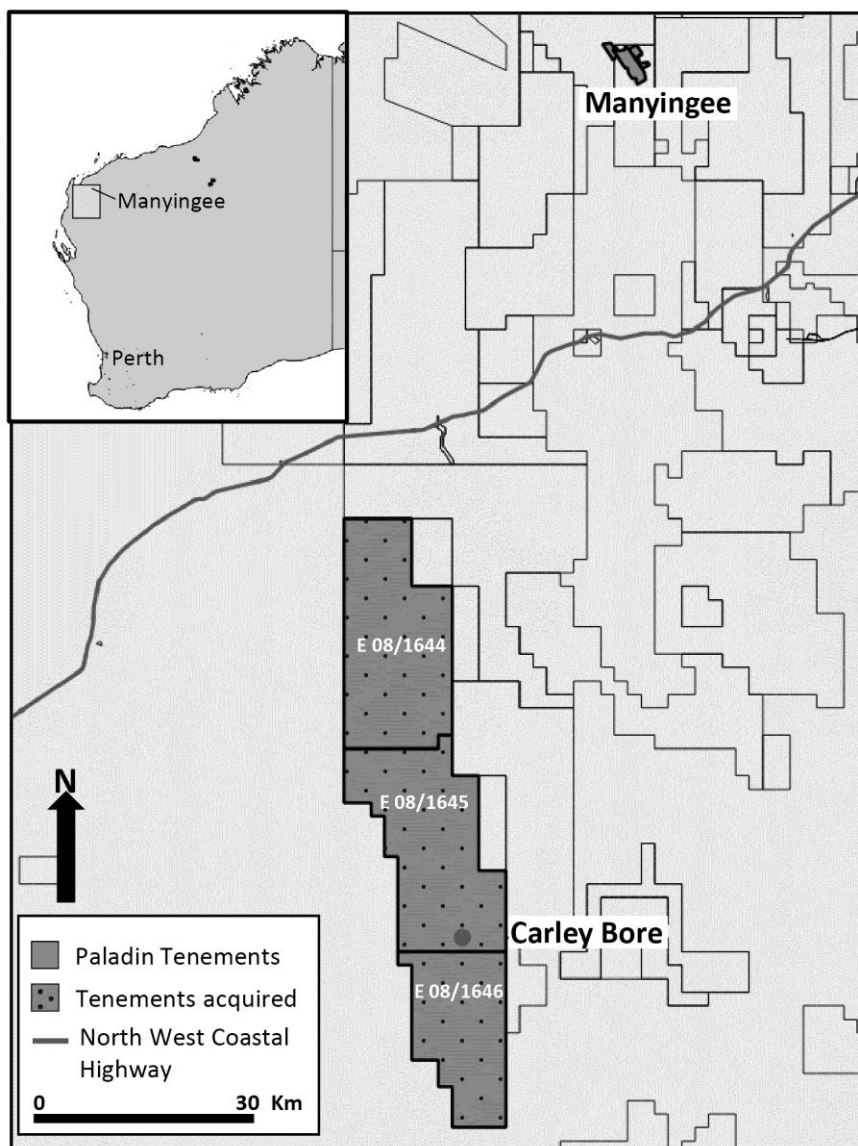 Manyingee
Manyingee
Perth
E 08/1644
N
E 08/1645
Carley Bore
E 08/1646
Paladin Tenements
Tenements acquired
North West Coastal
Highway
0 30 Km